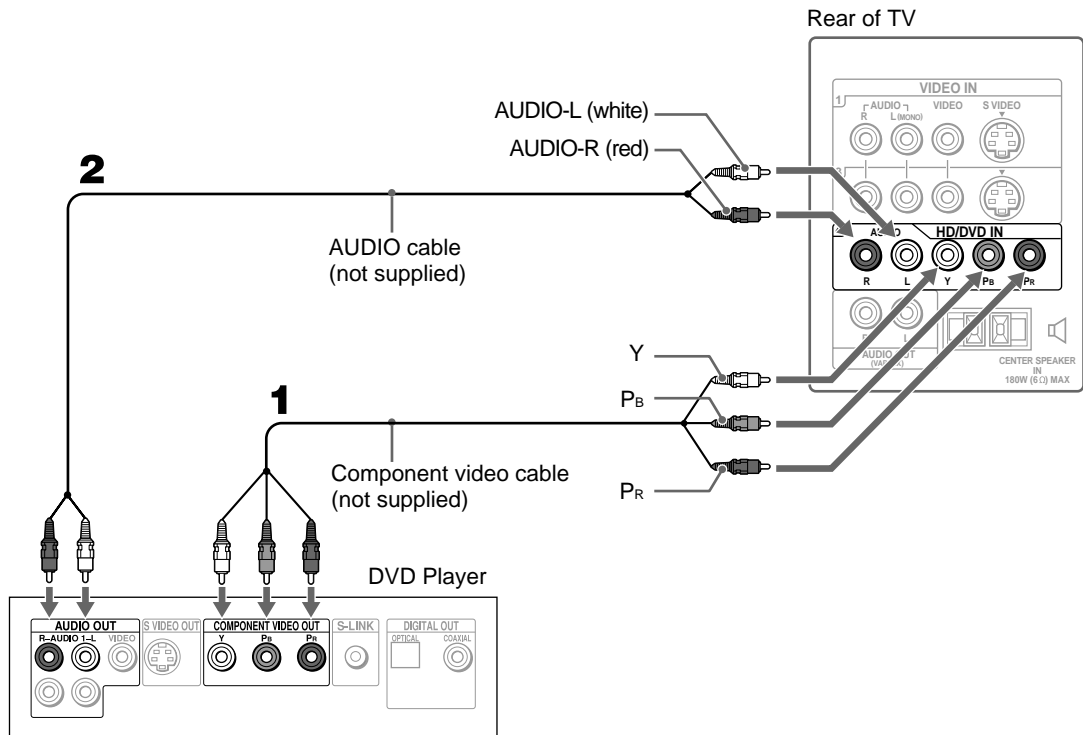 Rear of TV
VIDEO IN
1
AUDIO
VIDEO
S VIDEO
R
L (MONO)
AUDIO-L (white)
AUDIO-R (red)
2
AUDIO cable
(not supplied)
HD/DVD IN
R
L
Y
PB
PR
AUDIO OUT
CENTER SPEAKER
IN
180W (6Ω) MAX
Y
PB
PR
1
Component video cable
(not supplied)
DVD Player
AUDIO OUT
R–AUDIO 1–L
VIDEO
S VIDEO OUT
COMPONENT VIDEO OUT
Y
PB
PR
S-LINK
DIGITAL OUT
OPTICAL
COAXIAL